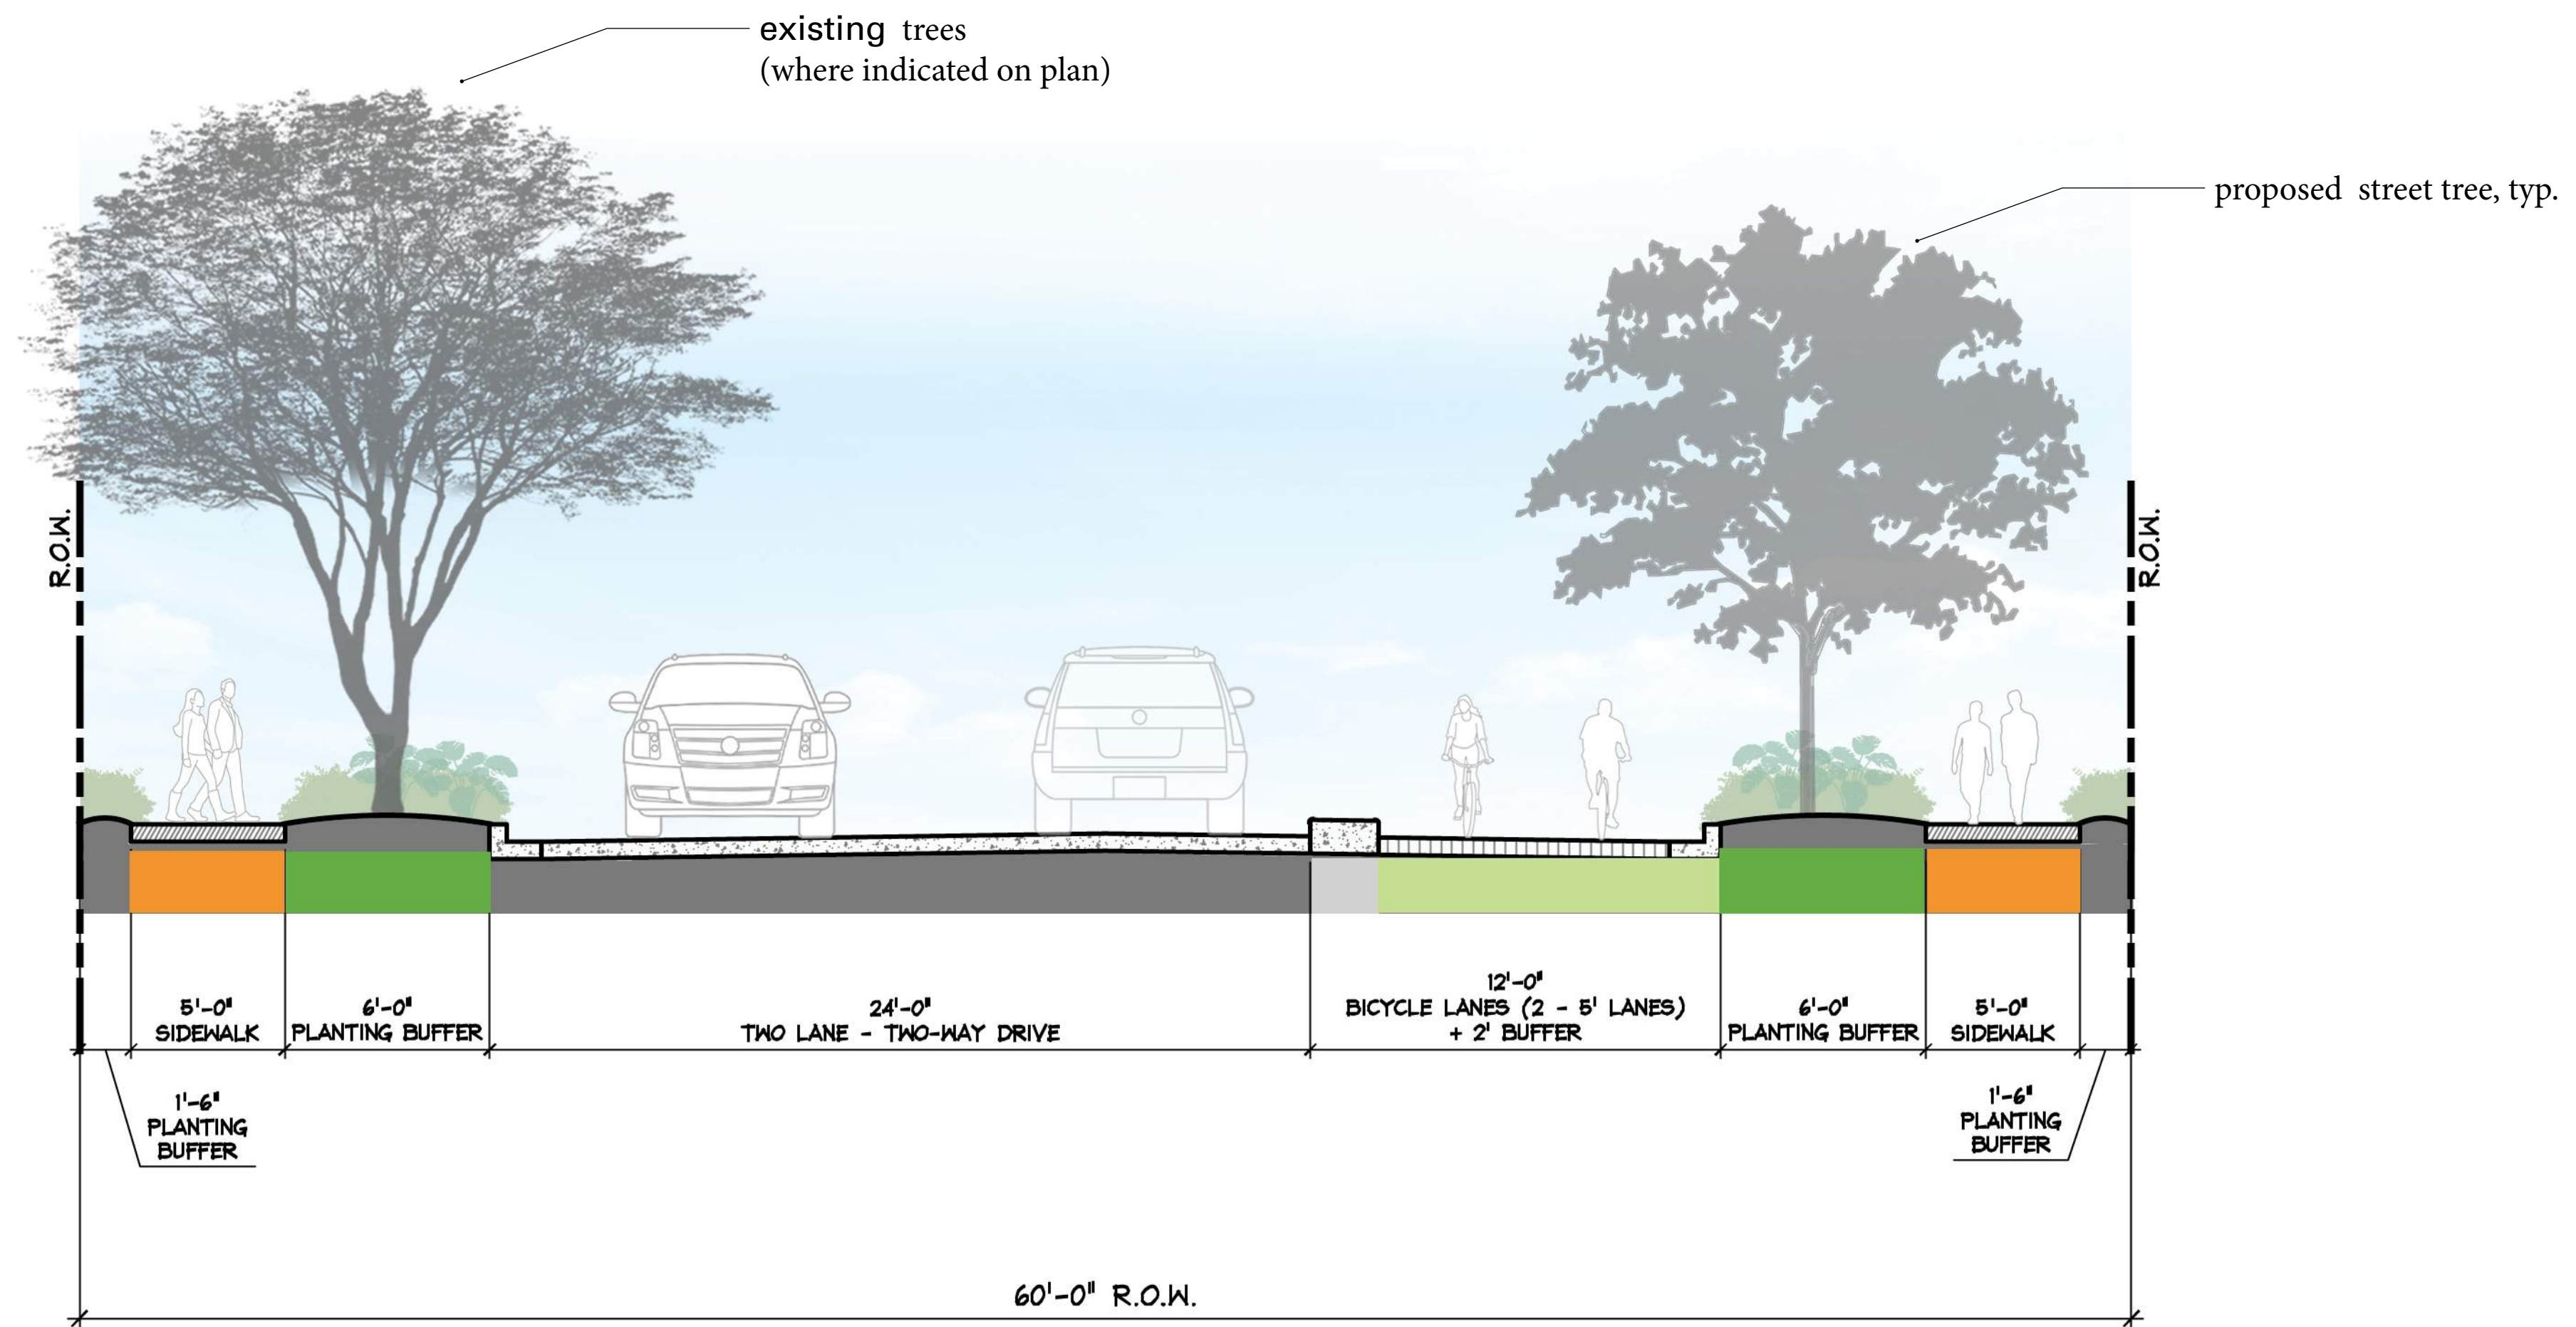 existing trees
(where indicated on plan)
proposed street tree, typ.
R.O.W.
R.O.W.
5'-0"
SIDEWALK
6'-0"
PLANTING BUFFER
24'-0"
TWO LANE - TWO-WAY DRIVE
12'-0"
BICYCLE LANES (2 - 5' LANES)
+ 2' BUFFER
6'-0"
PLANTING BUFFER
5'-0"
SIDEWALK
1'-6"
PLANTING
BUFFER
1'-6"
PLANTING
BUFFER
60'-0" R.O.W.